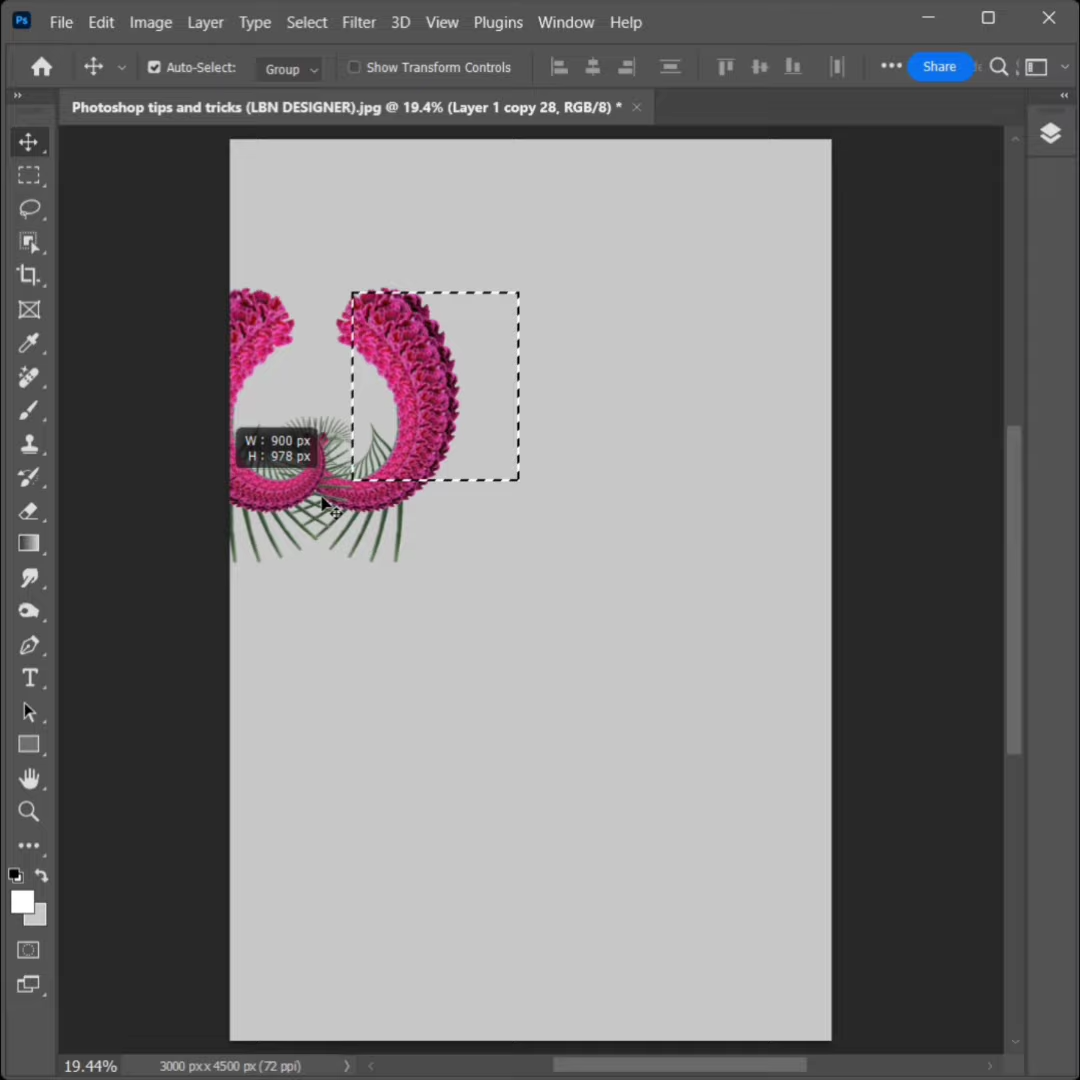 Ps File Edit Image Layer Type Select Filter 3D View Plugins Window Help
Auto-Select: Group Show Transform Controls Share
Photoshop tips and tricks (LBN DESIGNER).jpg @ 19.4% (Layer 1 copy 28, RGB/8) *
W: 900 px
H: 978 px
T
19.44% 3000 px x 4500 px (72 ppi)